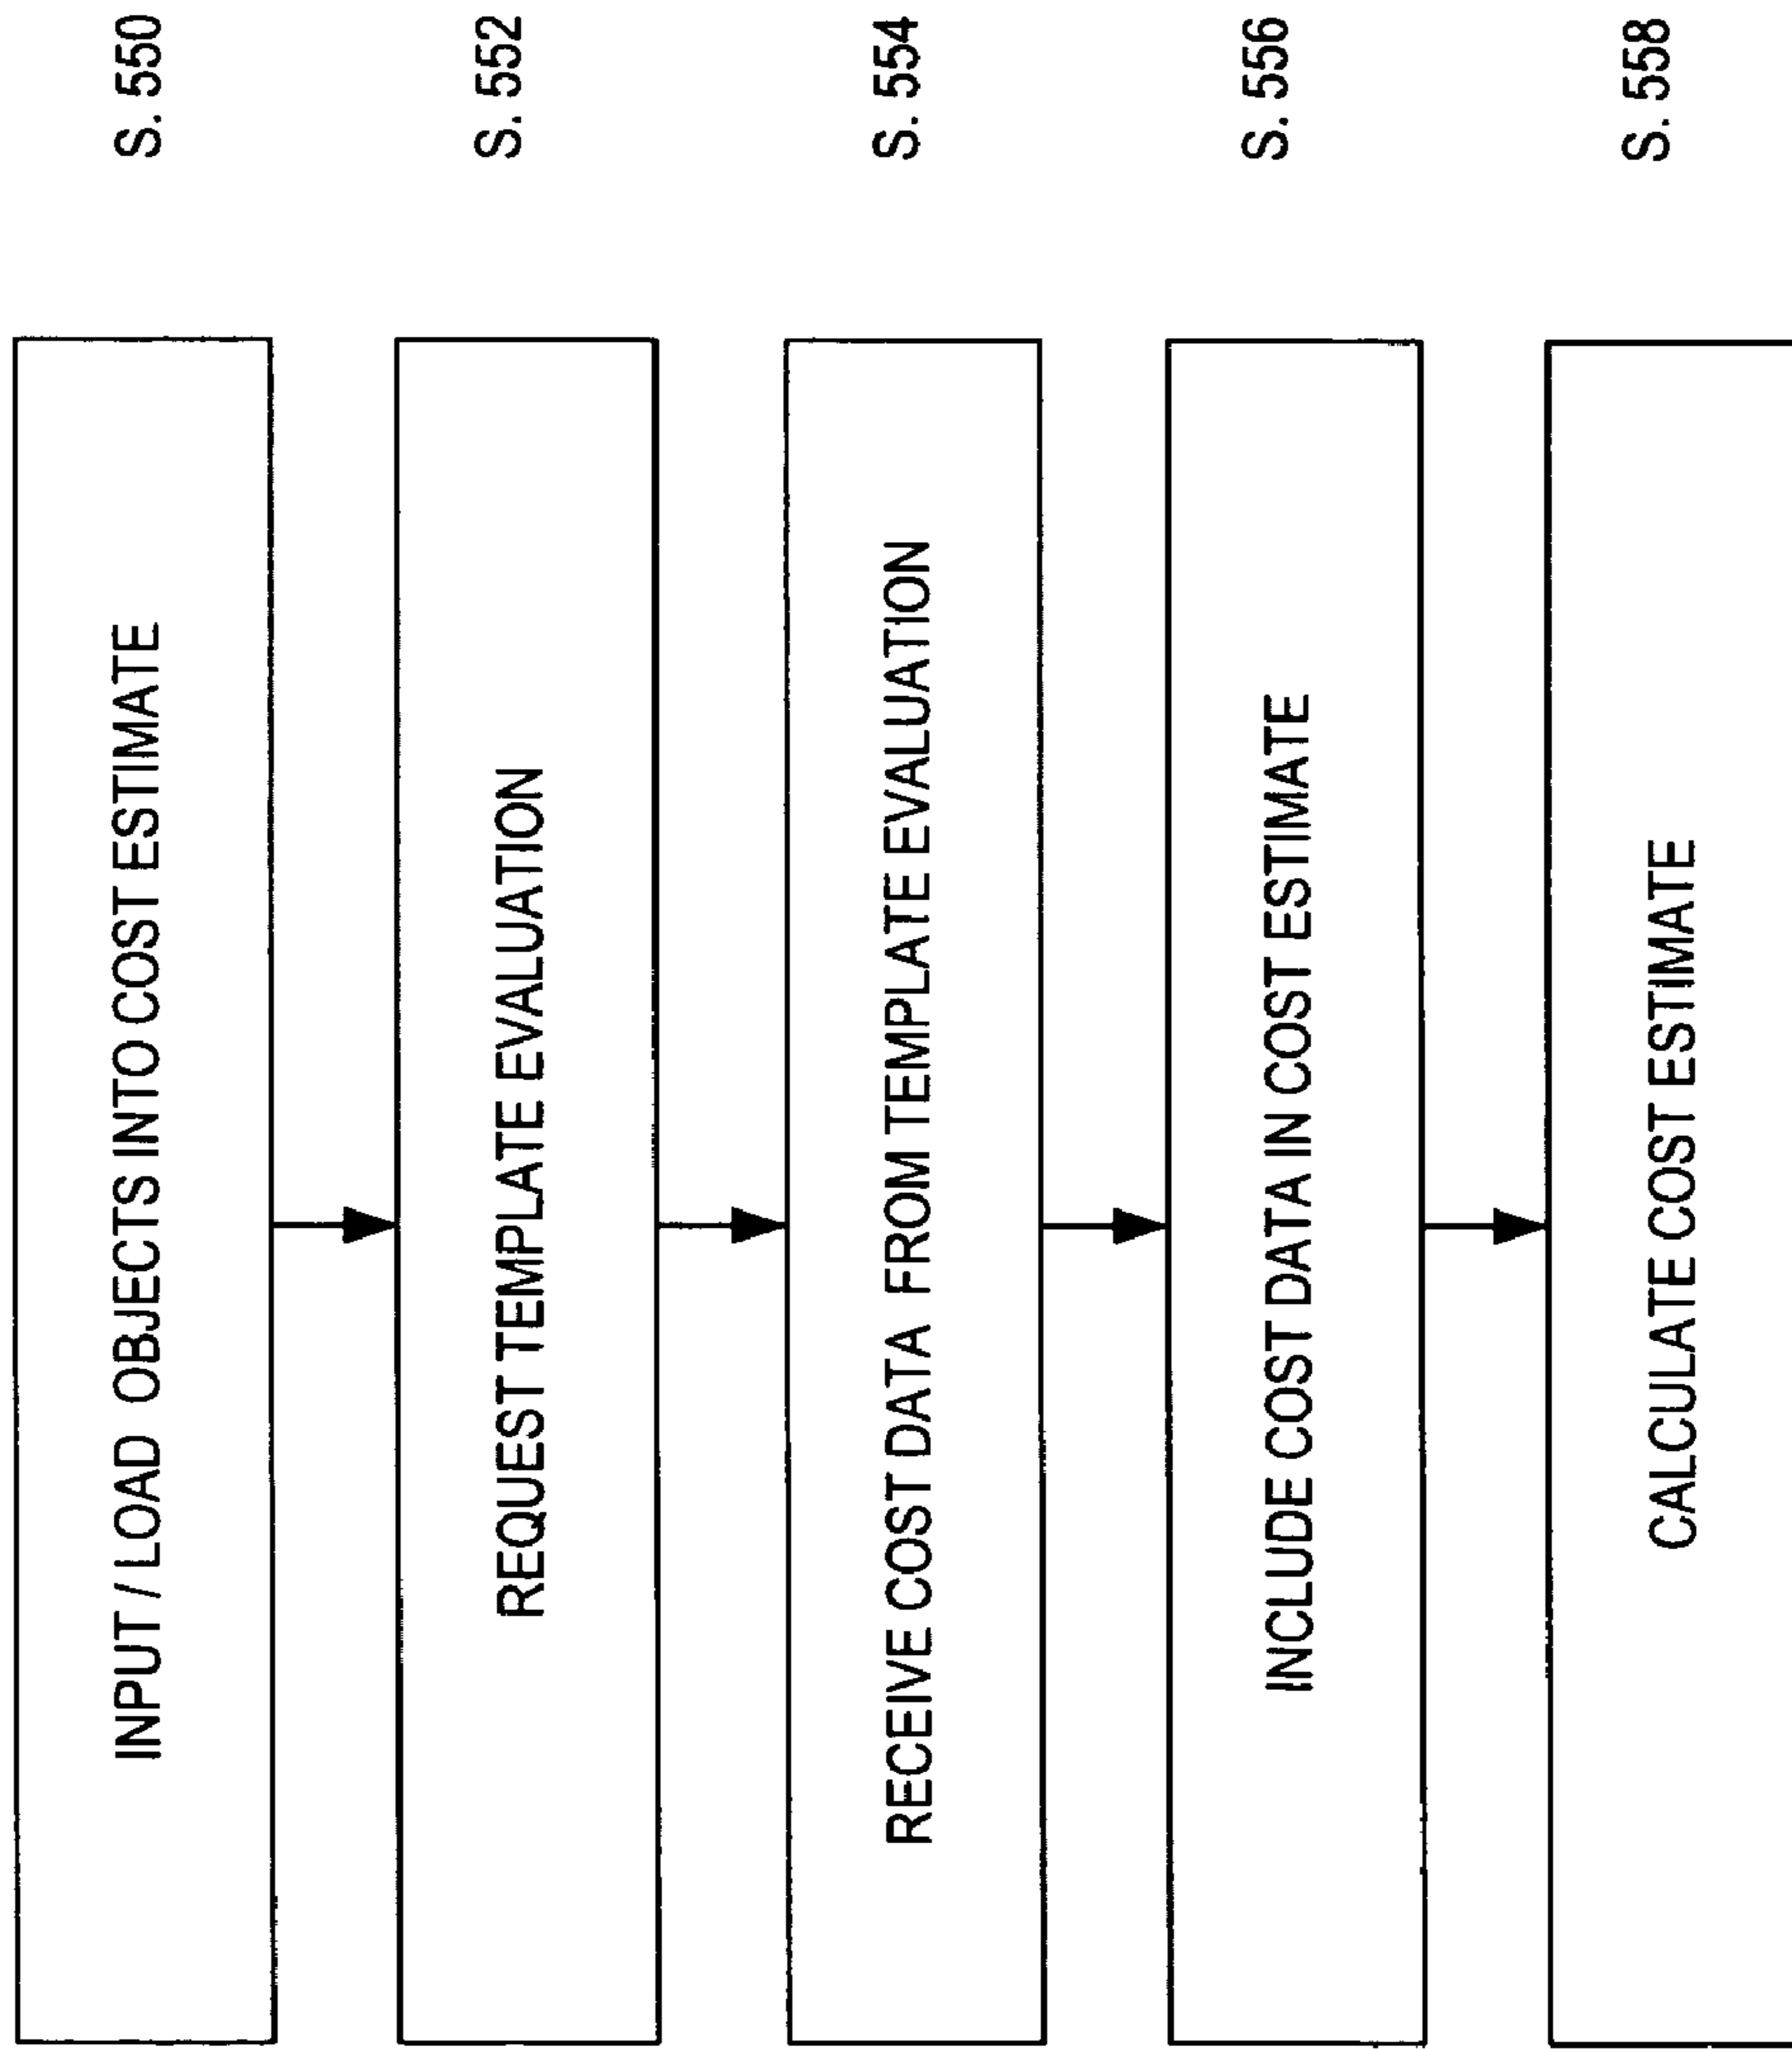 INPUT / LOAD OBJECTS INTO COST ESTIMATE S. 550
REQUEST TEMPLATE EVALUATION S. 552
RECEIVE COST DATA FROM TEMPLATE EVALUATION S. 554
INCLUDE COST DATA IN COST ESTIMATE S. 556
CALCULATE COST ESTIMATE S. 558